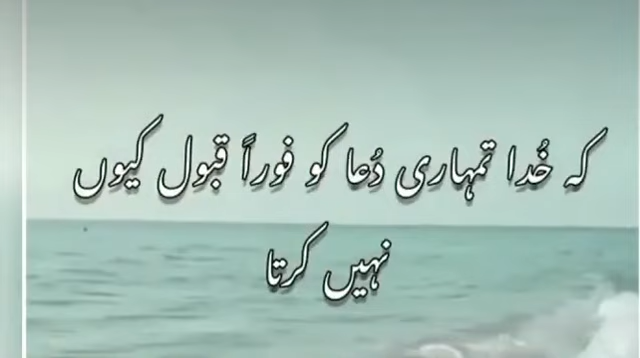 کہ خُدا تمہاری دُعا کو فوراً قبول کیوں
نہیں کرتا